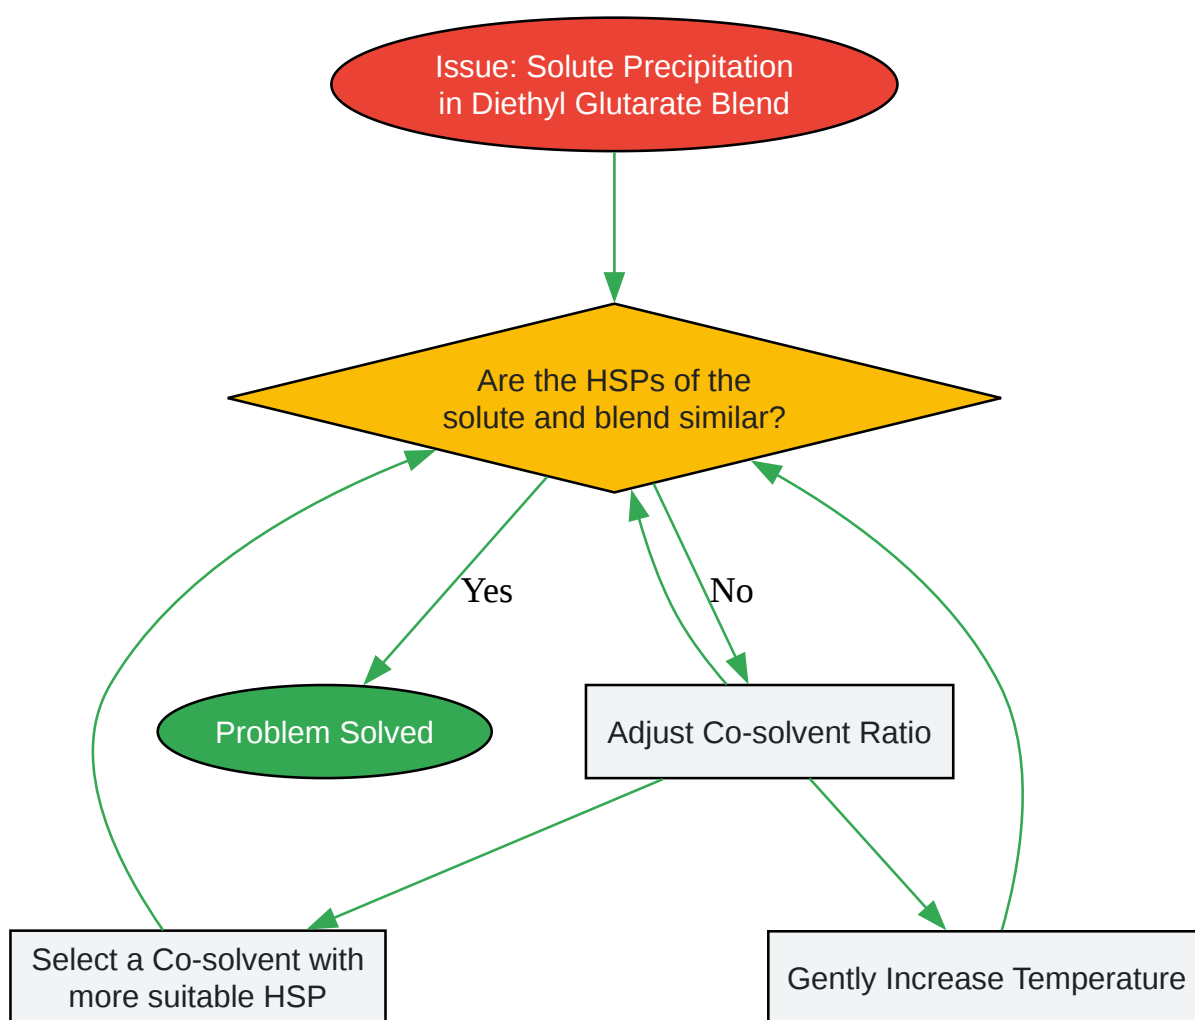 Issue: Solute Precipitation
in Diethyl Glutarate Blend
Are the HSPs of the
solute and blend similar?
Yes
No
Problem Solved
Adjust Co-solvent Ratio
Select a Co-solvent with
more suitable HSP
Gently Increase Temperature